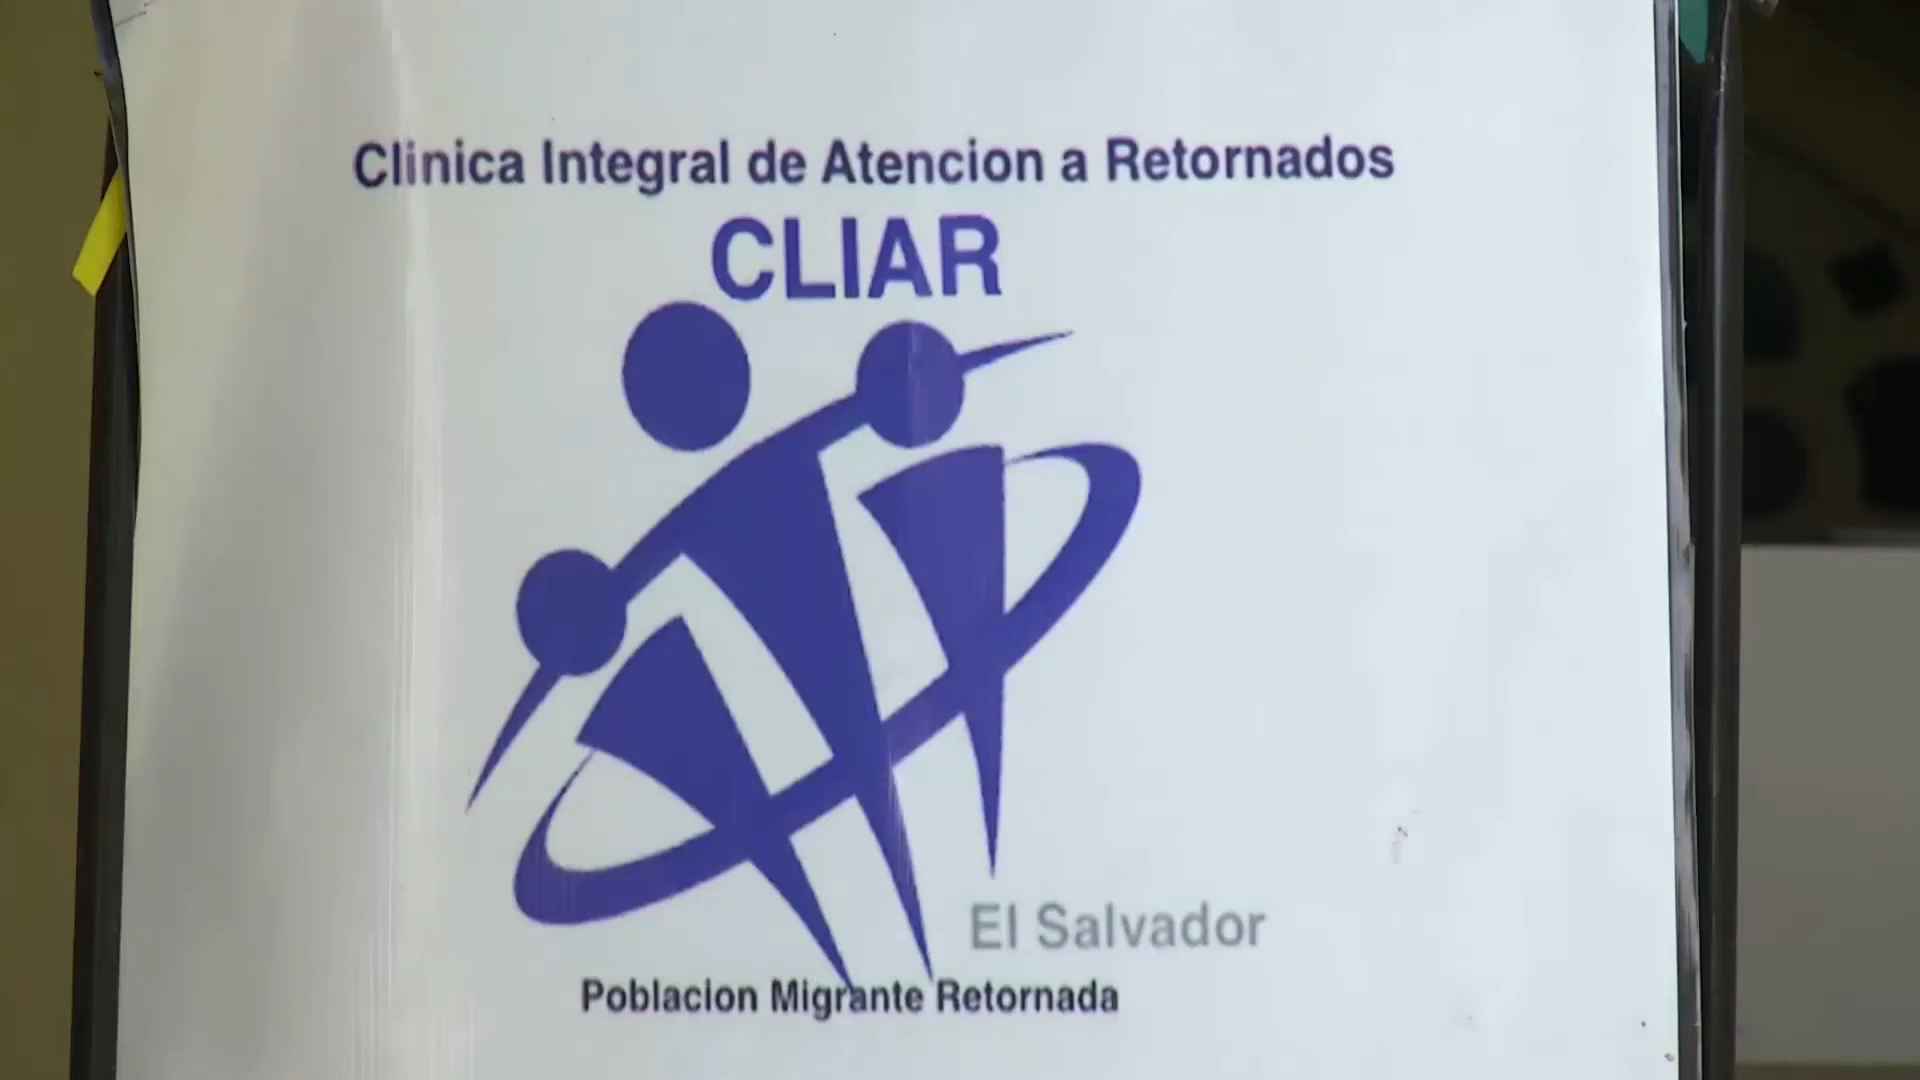 Clinica Integral de Atencion a Retornados
CLIAR
El Salvador
Poblacion Migrante Retornada